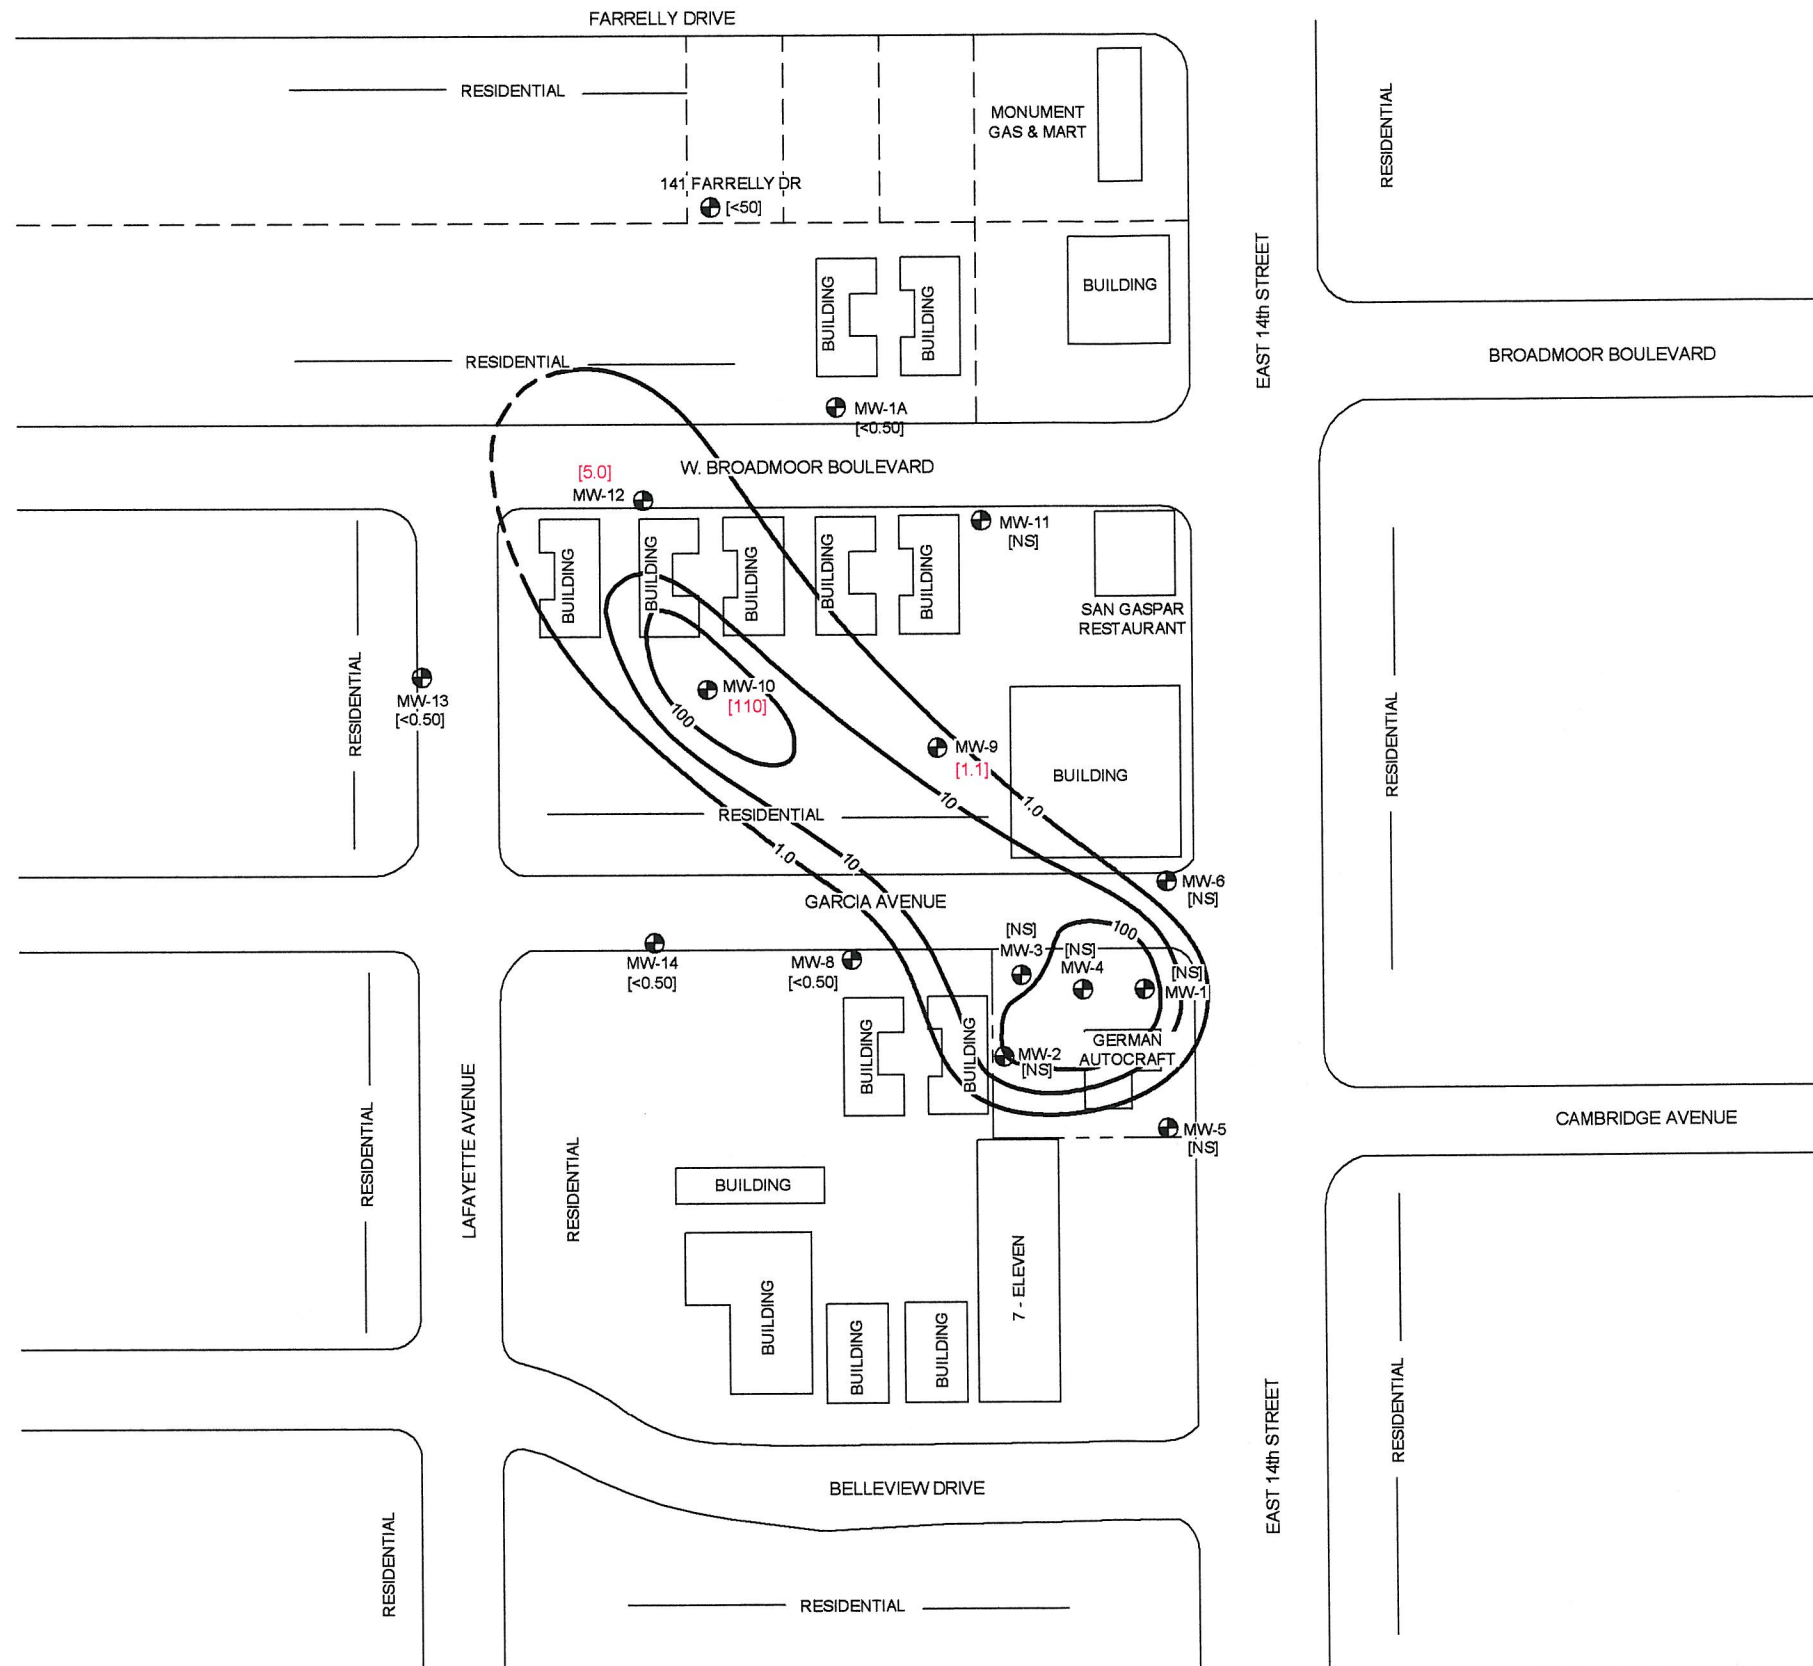 FARRELLY DRIVE
RESIDENTIAL
MONUMENT
GAS & MART
RESIDENTIAL
141 FARRELLY DR
[<50]
BUILDING
BUILDING
BUILDING
EAST 14th STREET
BROADMOOR BOULEVARD
RESIDENTIAL
MW-1A
[<0.50]
W. BROADMOOR BOULEVARD
[5.0]
MW-12
MW-11
[NS]
BUILDING
BUILDING
BUILDING
BUILDING
BUILDING
SAN GASPAR
RESTAURANT
RESIDENTIAL
MW-13
[<0.50]
MW-10
[110]
100
MW-9
[1.1]
BUILDING
RESIDENTIAL
10
1.0
RESIDENTIAL
1.0
10
GARCIA AVENUE
MW-6
[NS]
[NS]
MW-3
100
[NS]
MW-4
[NS]
MW-1
MW-14
[<0.50]
MW-8
[<0.50]
BUILDING
BUILDING
MW-2
[NS]
GERMAN
AUTOCRAFT
MW-5
[NS]
CAMBRIDGE AVENUE
RESIDENTIAL
LAFAYETTE AVENUE
RESIDENTIAL
BUILDING
BUILDING
BUILDING
BUILDING
7 - ELEVEN
EAST 14th STREET
RESIDENTIAL
BELLEVIEW DRIVE
RESIDENTIAL
RESIDENTIAL